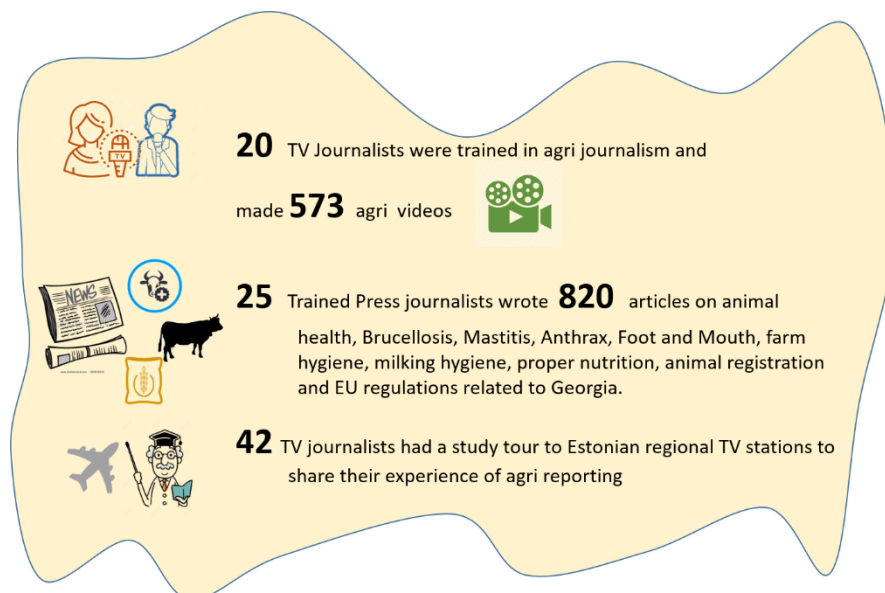 20 TV Journalists were trained in agri journalism and
TV
made 573 agri videos
NEWS
25 Trained Press journalists wrote 820 articles on animal
health, Brucellosis, Mastitis, Anthrax, Foot and Mouth, farm
hygiene, milking hygiene, proper nutrition, animal registration
and EU regulations related to Georgia.
42 TV journalists had a study tour to Estonian regional TV stations to
share their experience of agri reporting